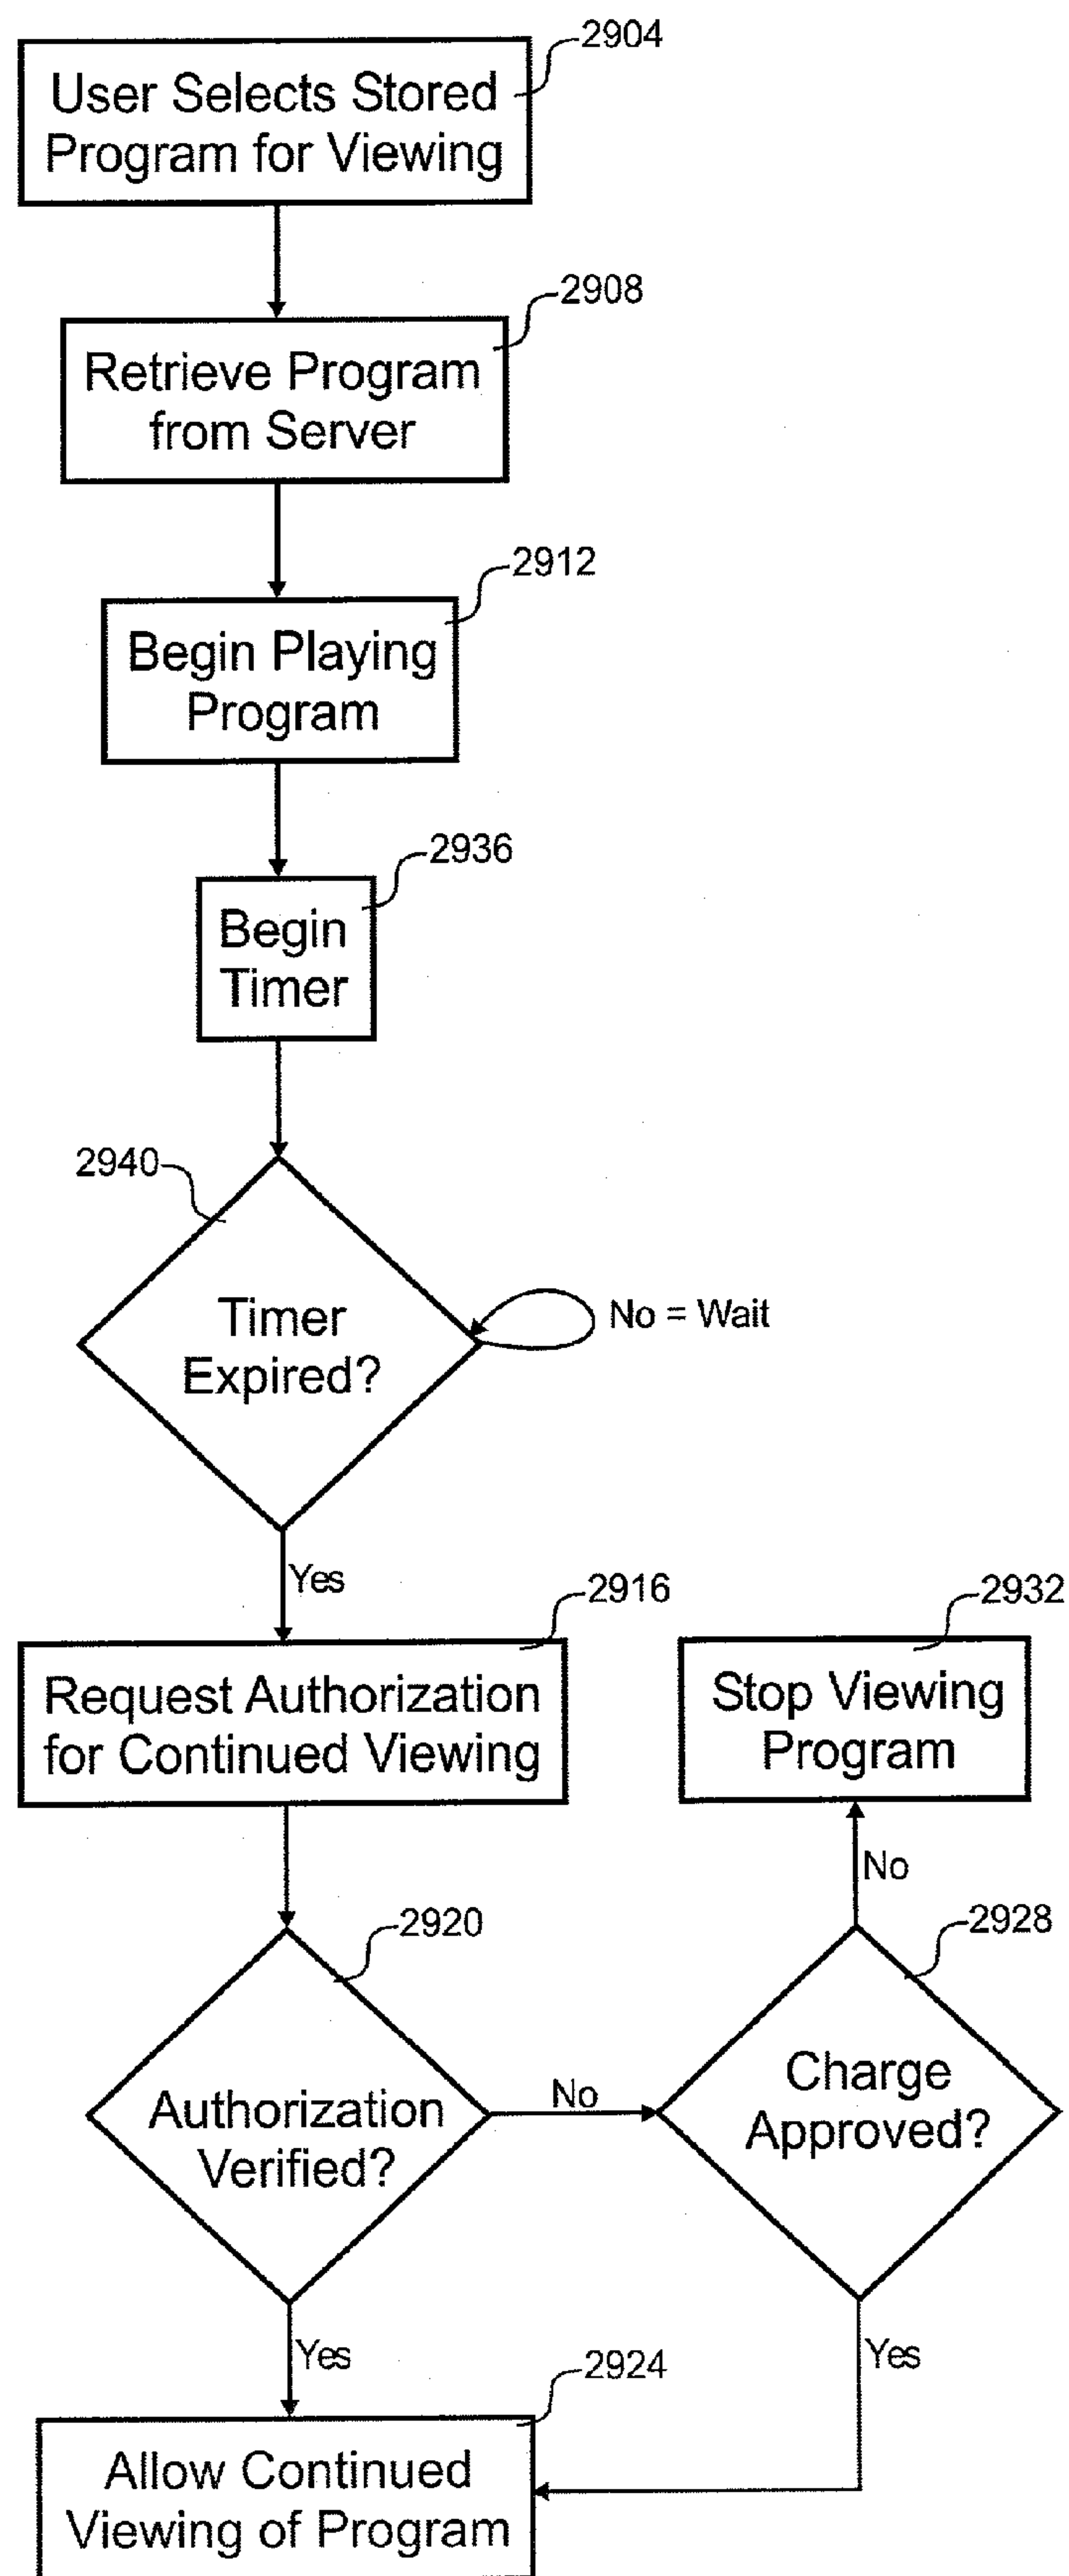 2904
User Selects Stored
Program for Viewing
2908
Retrieve Program
from Server
2912
Begin Playing
Program
2936
Begin
Timer
2940
Timer
Expired?
No = Wait
Yes
2916
Request Authorization
for Continued Viewing
2932
Stop Viewing
Program
No
2920
Authorization
Verified?
No
2928
Charge
Approved?
Yes
Yes
2924
Allow Continued
Viewing of Program